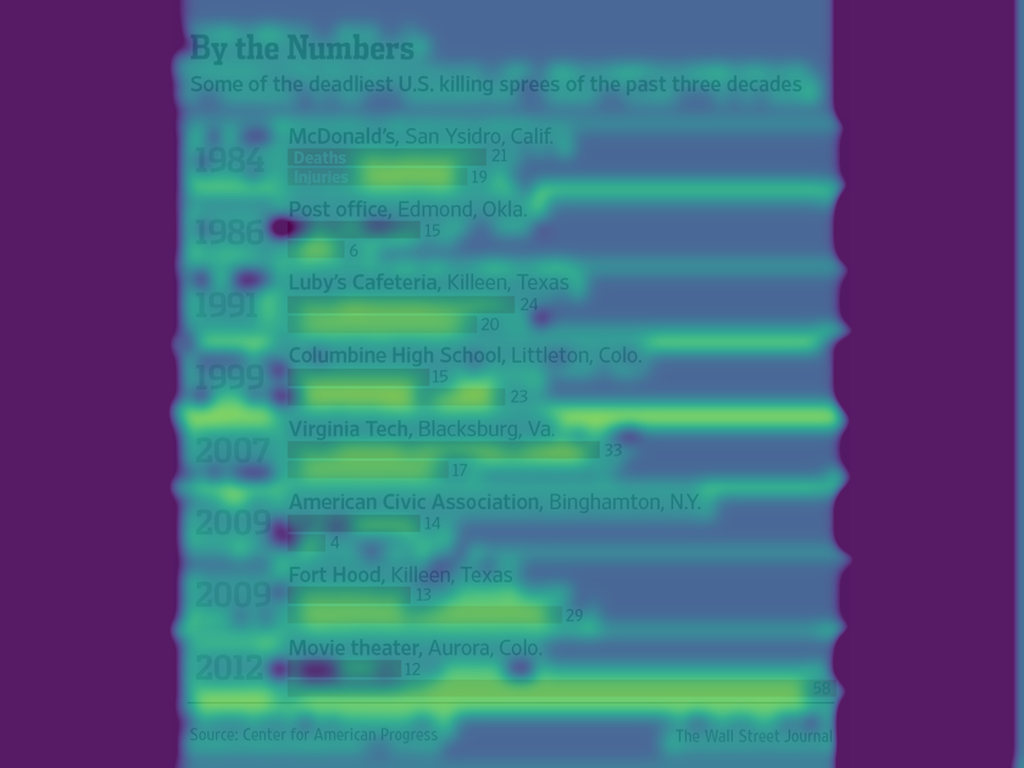 By the Numbers
Some of the deadliest U.S. killing sprees of the past three decades
1984
McDonald's, San Ysidro, Calif.
Deaths 21
Injuries 19
1986
Post office, Edmond, Okla.
15
6
1991
Luby's Cafeteria, Killeen, Texas
24
20
1999
Columbine High School, Littleton, Colo.
15
23
2007
Virginia Tech, Blacksburg, Va.
33
17
2009
American Civic Association, Binghamton, N.Y.
14
4
2009
Fort Hood, Killeen, Texas
13
29
2012
Movie theater, Aurora, Colo.
12
58
Source: Center for American Progress
The Wall Street Journal